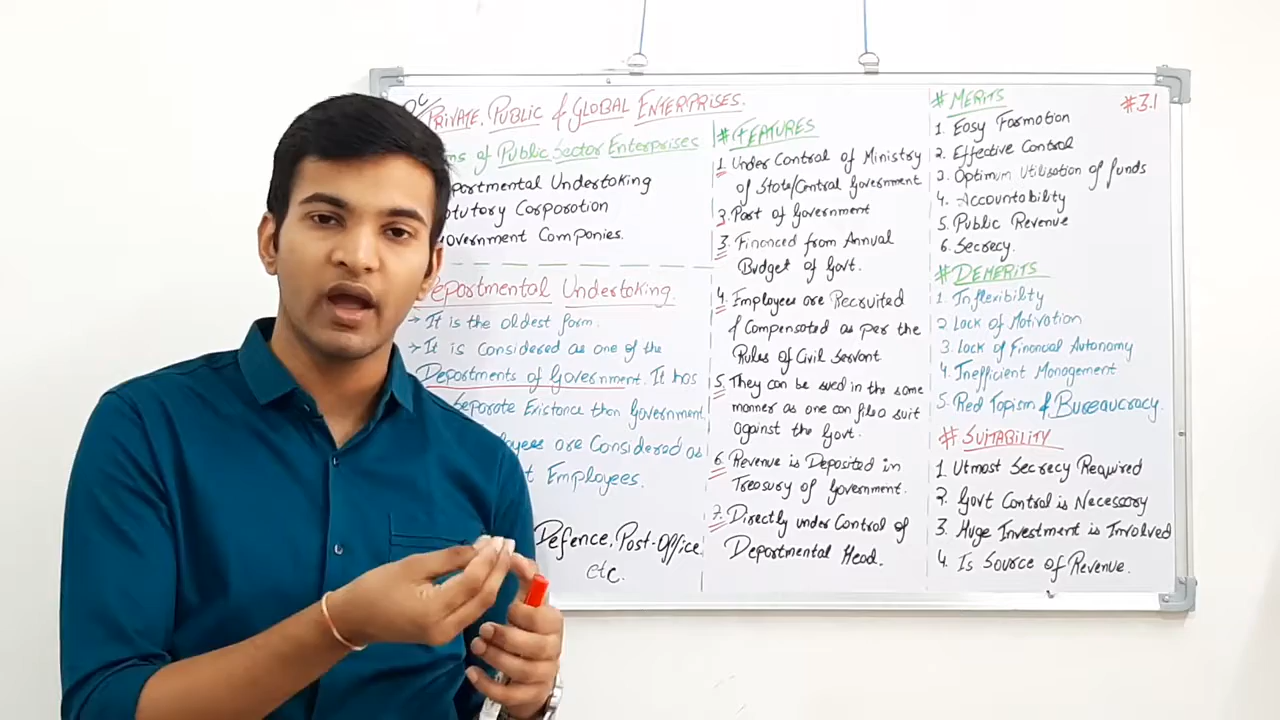 PRIVATE, PUBLIC & GLOBAL ENTERPRISES.
of Public Sector Enterprises
Undertaking
Corporation
Companies.
Undertaking.
→ It is the oldest form.
→ It is considered as one of the
Departments of Government. It has
Separate Existance than Government.
are Considered as
Employees.
Defence, Post-Office,
etc.
# FEATURES
1. Under Control of Ministry
of State/Central Government
2. Part of Government
3. Financed from Annual
Budget of Govt.
4. Employees are Recruited
& Compensated as per the
Rules of Civil Servant
5. They can be sued in the same
manner as one can file a suit
against the Govt.
6. Revenue is Deposited in
Treasury of Government.
7. Directly under Control of
Departmental Head.
# MERITS
1. Easy Formation
2. Effective Control
3. Optimum Utilisation of funds
4. Accountability
5. Public Revenue
6. Secrecy.
# DEMERITS
1. Inflexibilty
2. Lack of Motivation
3. Lack of Financial Autonomy
4. Inefficient Management
5. Red Topism & Bureaucracy.
# SUITABILITY
1. Utmost Secrecy Required
2. Govt Control is Necessary
3. Huge Investment is Involved
4. Is Source of Revenue.
#3.1